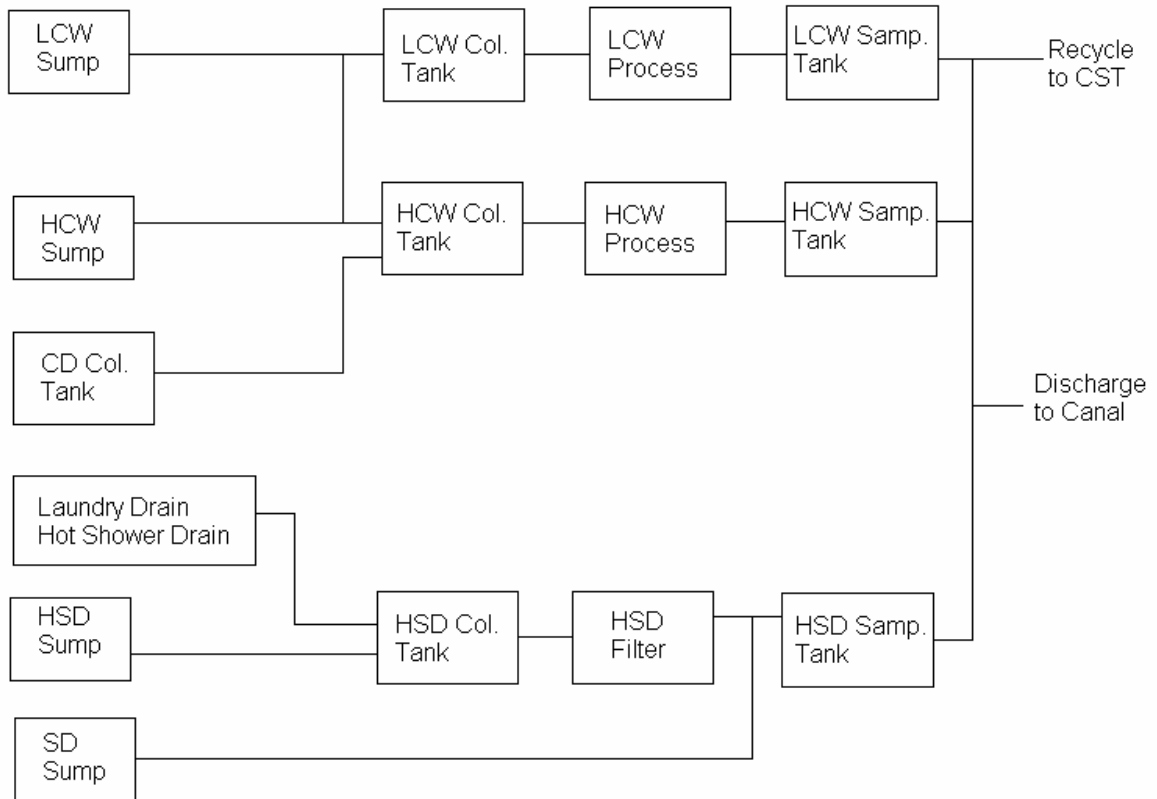 LCW
Sump
LCW Col.
Tank
LCW
Process
LCW Samp.
Tank
Recycle
to CST
HCW
Sump
HCW Col.
Tank
HCW
Process
HCW Samp.
Tank
CD Col.
Tank
Discharge
to Canal
Laundry Drain
Hot Shower Drain
HSD
Sump
HSD Col.
Tank
HSD
Filter
HSD Samp.
Tank
SD
Sump